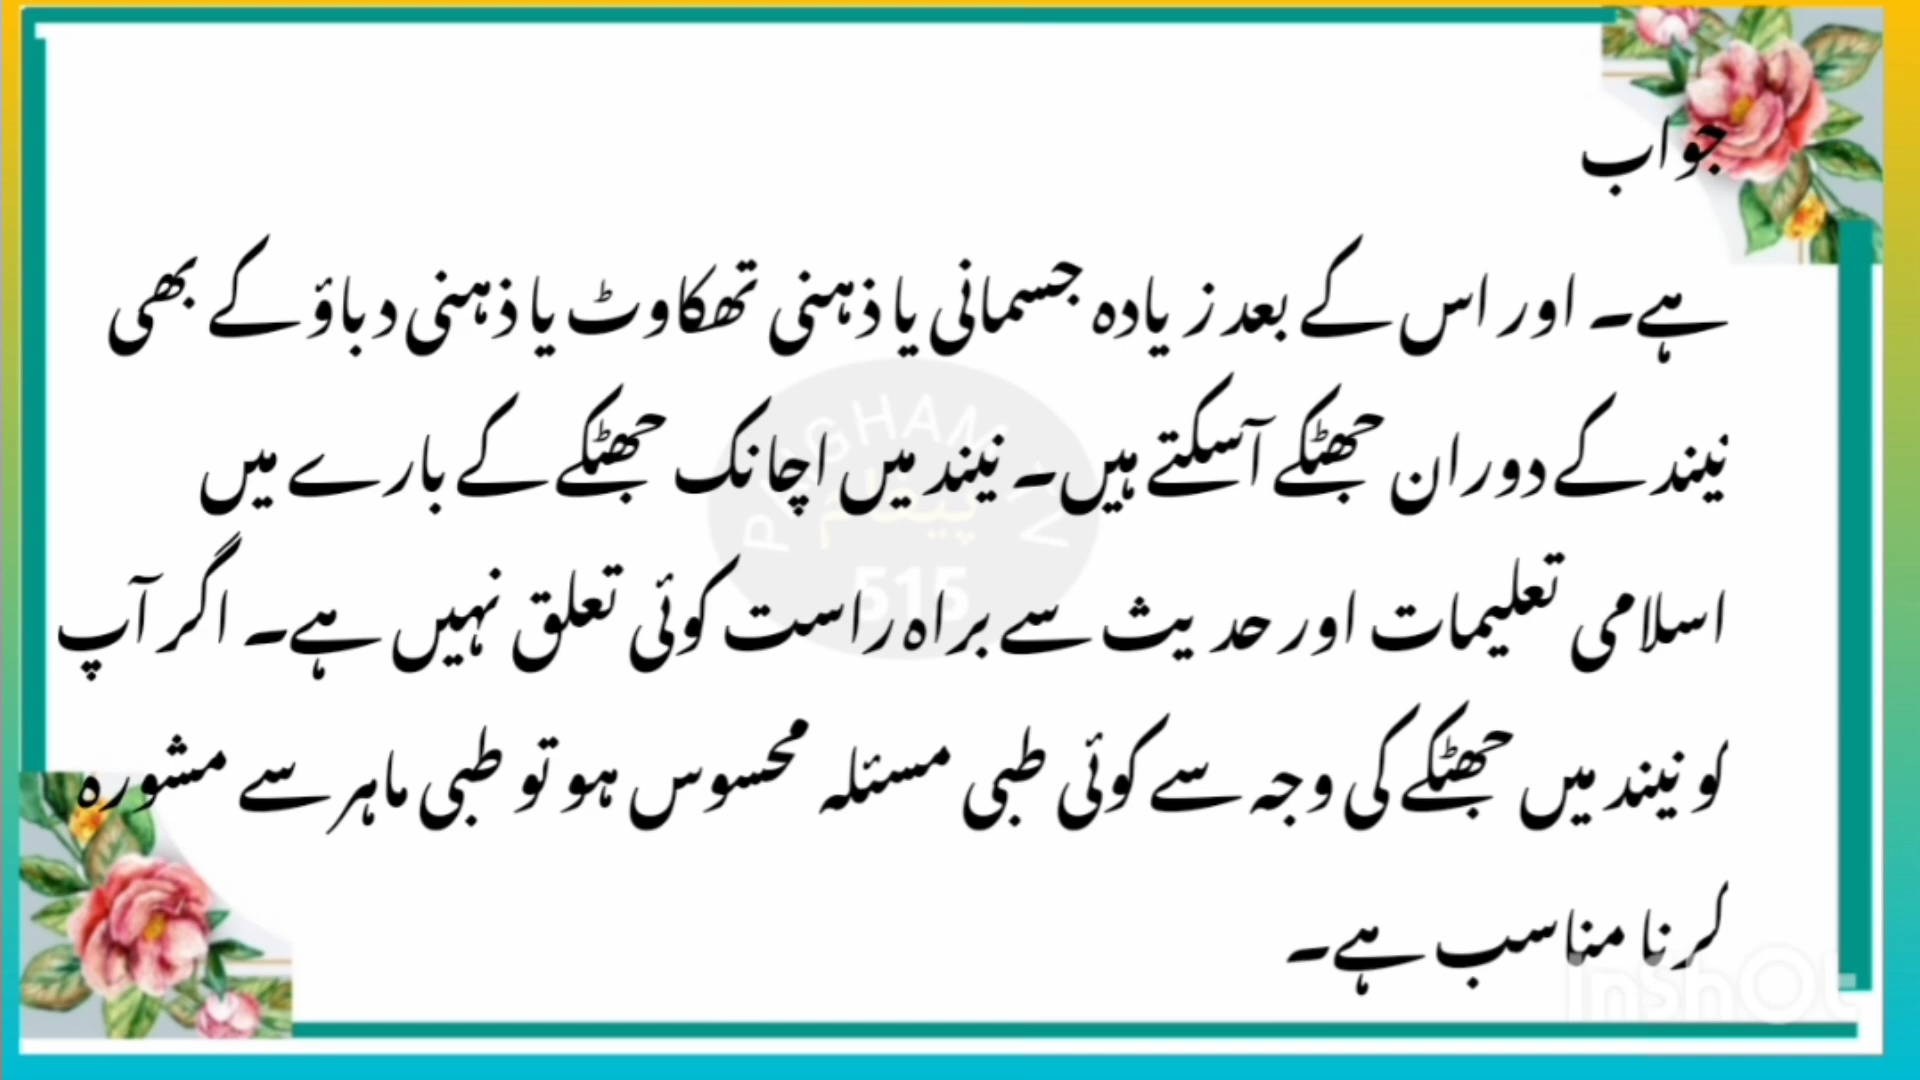 جواب
ہے۔ اور اس کے بعد زیادہ جسمانی یا ذہنی تھکاوٹ یا ذہنی دباؤ کے بھی
نیند کے دوران جھٹکے آسکتے ہیں۔ نیند میں اچانک جھٹکے کے بارے میں
اسلامی تعلیمات اور حدیث سے براہ راست کوئی تعلق نہیں ہے۔ اگر آپ
کو نیند میں جھٹکے کی وجہ سے کوئی طبی مسئلہ محسوس ہو تو طبی ماہر سے مشورہ
کرنا مناسب ہے۔
پیغام
515
InShOt